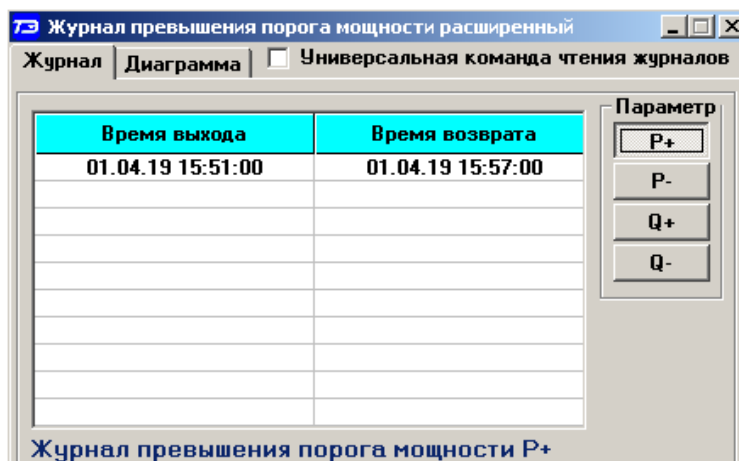 ТЭ Журнал превышения порога мощности расширенный
Журнал Диаграмма Универсальная команда чтения журналов
Параметр
Время выхода Время возврата P+
01.04.19 15:51:00 01.04.19 15:57:00
P-
Q+
Q-
Журнал превышения порога мощности P+